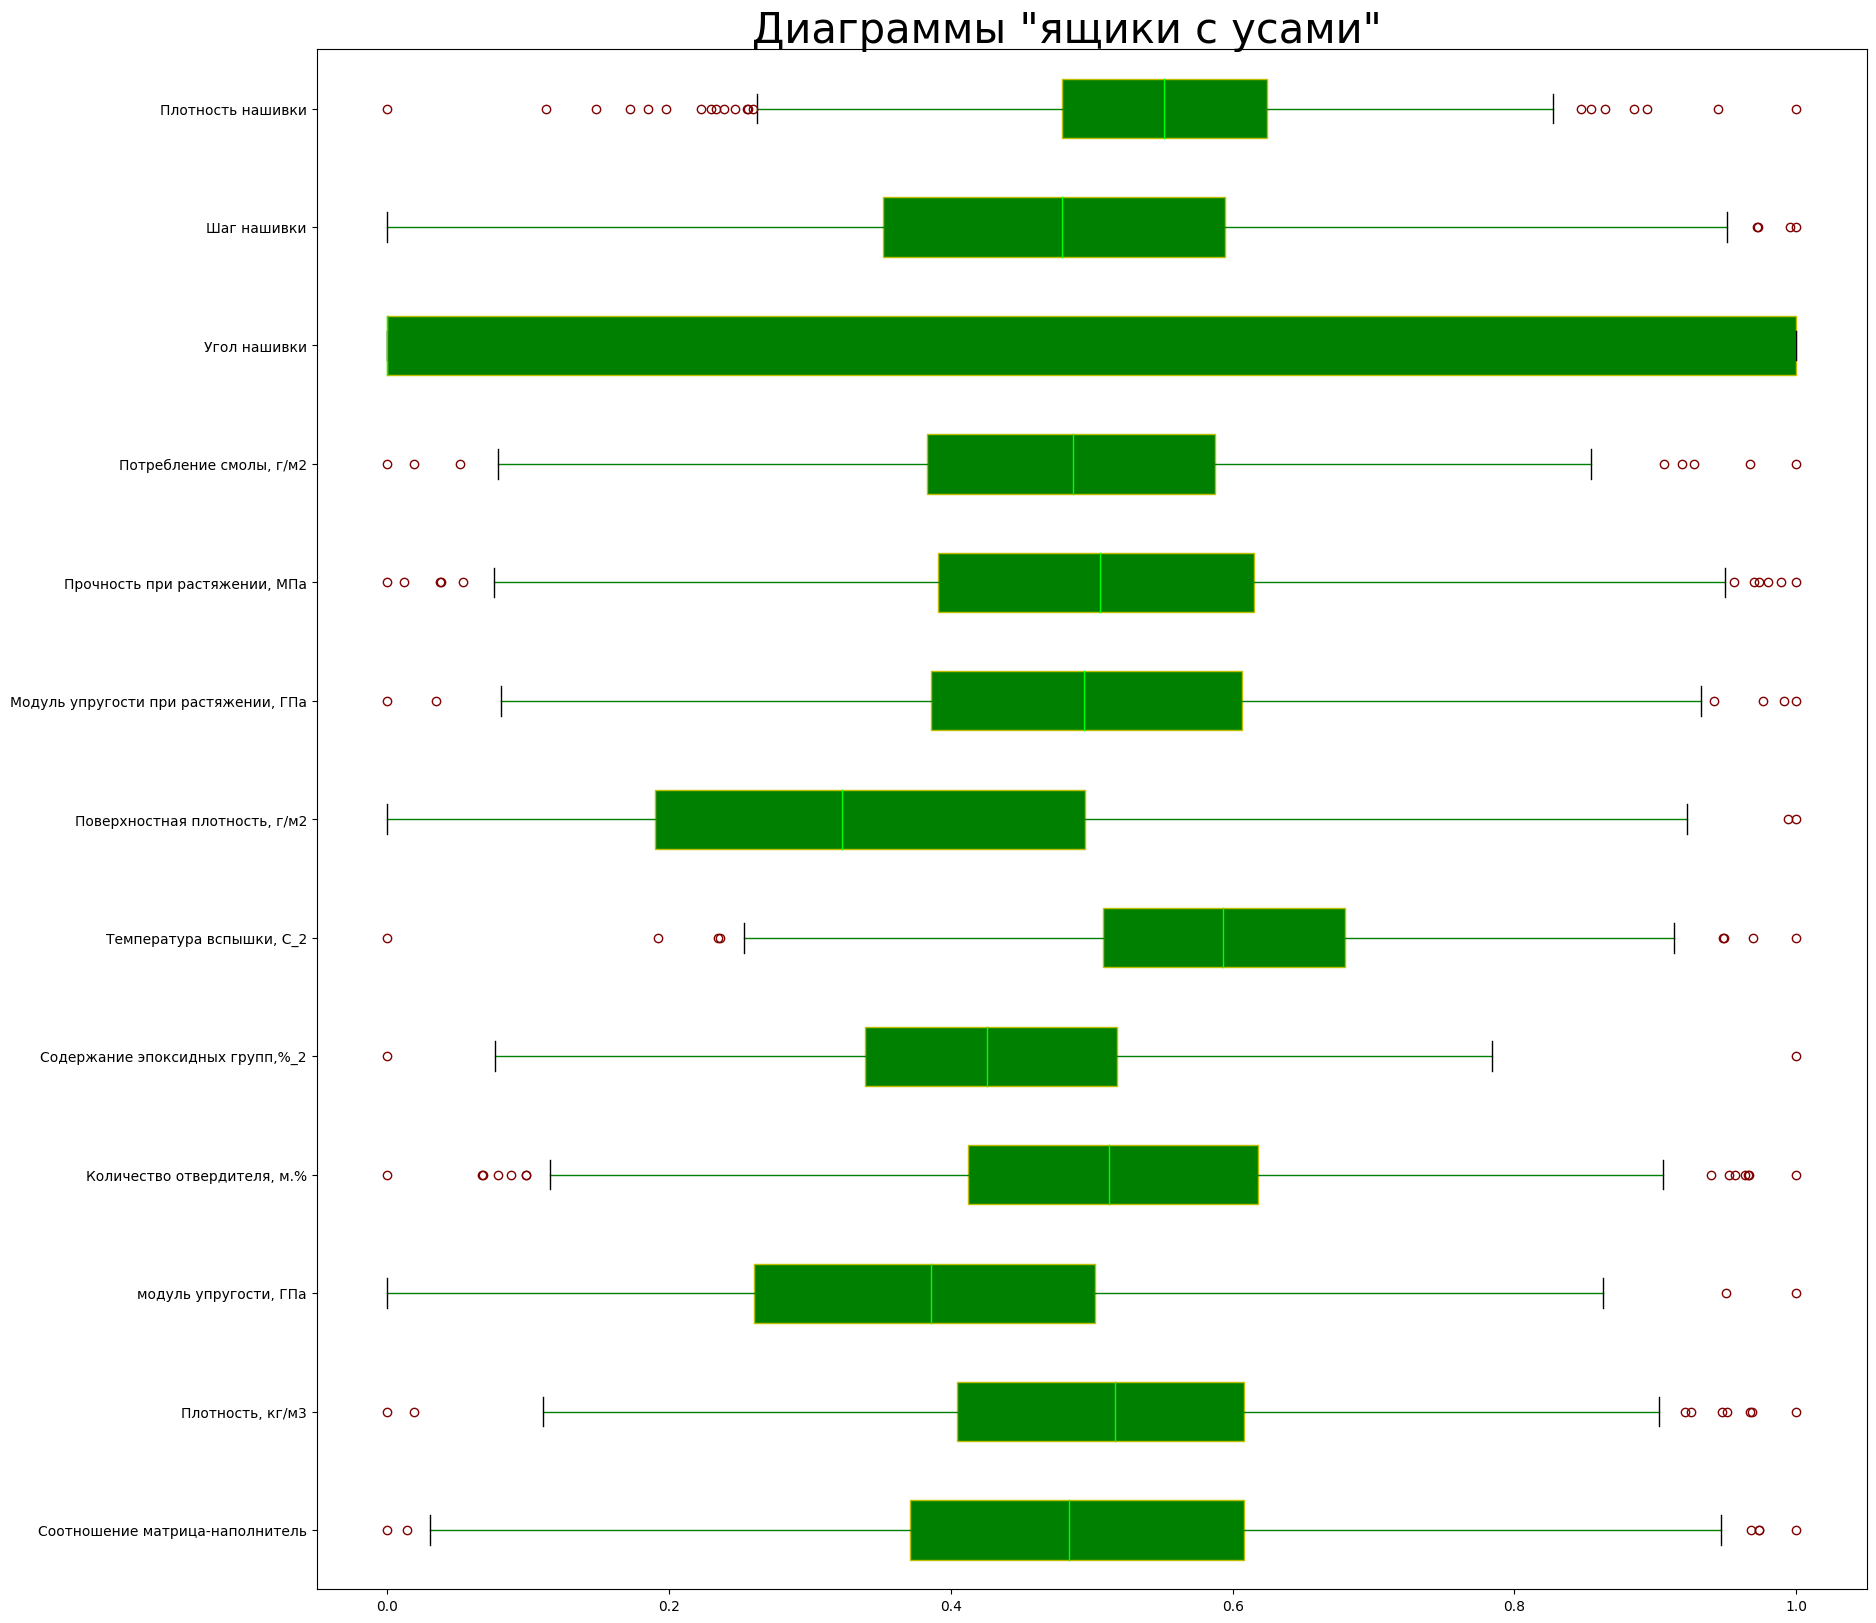 Диаграммы "ящики с усами"
Плотность нашивки
Шаг нашивки
Угол нашивки
Потребление смолы, г/м2
Прочность при растяжении, МПа
Модуль упругости при растяжении, ГПа
Поверхностная плотность, г/м2
Температура вспышки, С_2
Содержание эпоксидных групп,%_2
Количество отвердителя, м.%
модуль упругости, ГПа
Плотность, кг/м3
Соотношение матрица-наполнитель
0.0 0.2 0.4 0.6 0.8 1.0